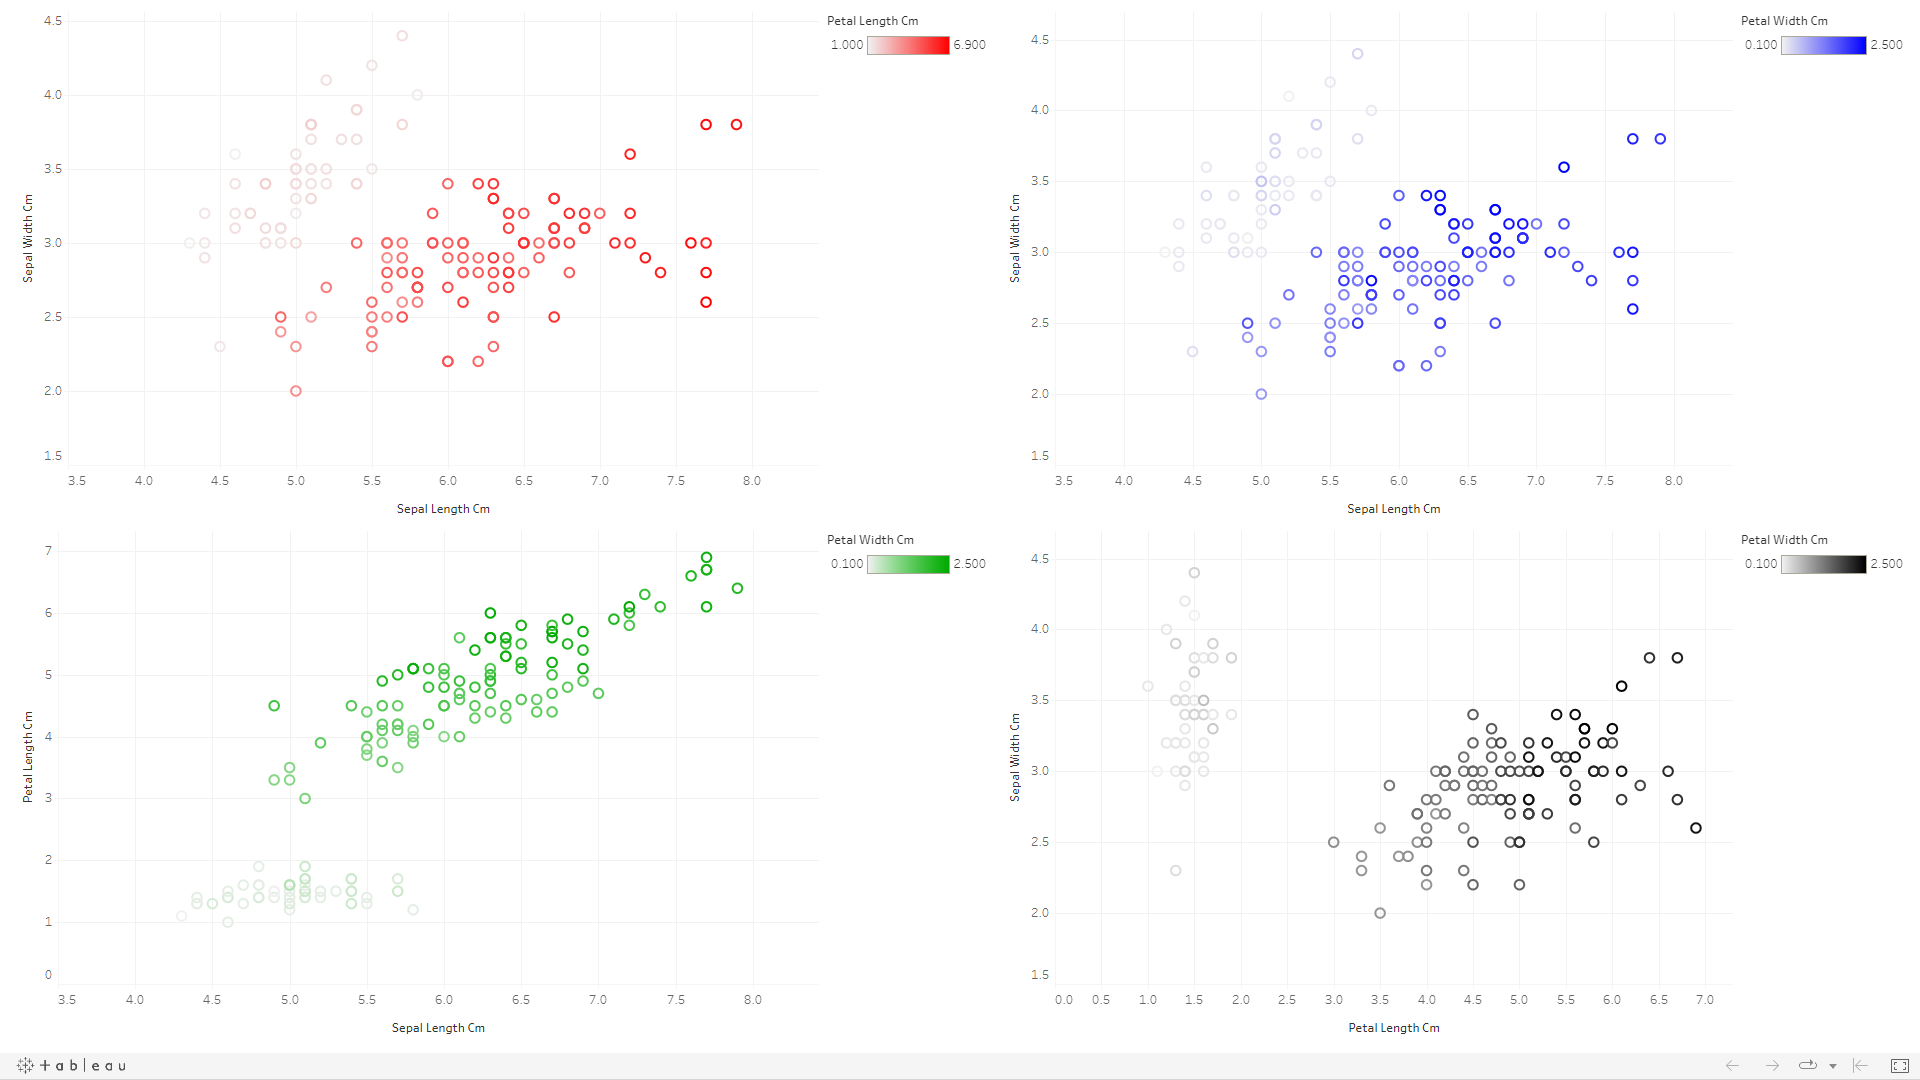 Petal Length Cm
1.000 6.900
4.5
4.0
3.5
3.0
2.5
2.0
1.5
Sepal Width Cm
3.5 4.0 4.5 5.0 5.5 6.0 6.5 7.0 7.5 8.0
Sepal Length Cm
Petal Width Cm
0.100 2.500
4.5
4.0
3.5
3.0
2.5
2.0
1.5
Sepal Width Cm
3.5 4.0 4.5 5.0 5.5 6.0 6.5 7.0 7.5 8.0
Sepal Length Cm
Petal Width Cm
0.100 2.500
7
6
5
4
3
2
1
0
Petal Length Cm
3.5 4.0 4.5 5.0 5.5 6.0 6.5 7.0 7.5 8.0
Sepal Length Cm
Petal Width Cm
0.100 2.500
4.5
4.0
3.5
3.0
2.5
2.0
1.5
Sepal Width Cm
0.0 0.5 1.0 1.5 2.0 2.5 3.0 3.5 4.0 4.5 5.0 5.5 6.0 6.5 7.0
Petal Length Cm
+ a b | e a u